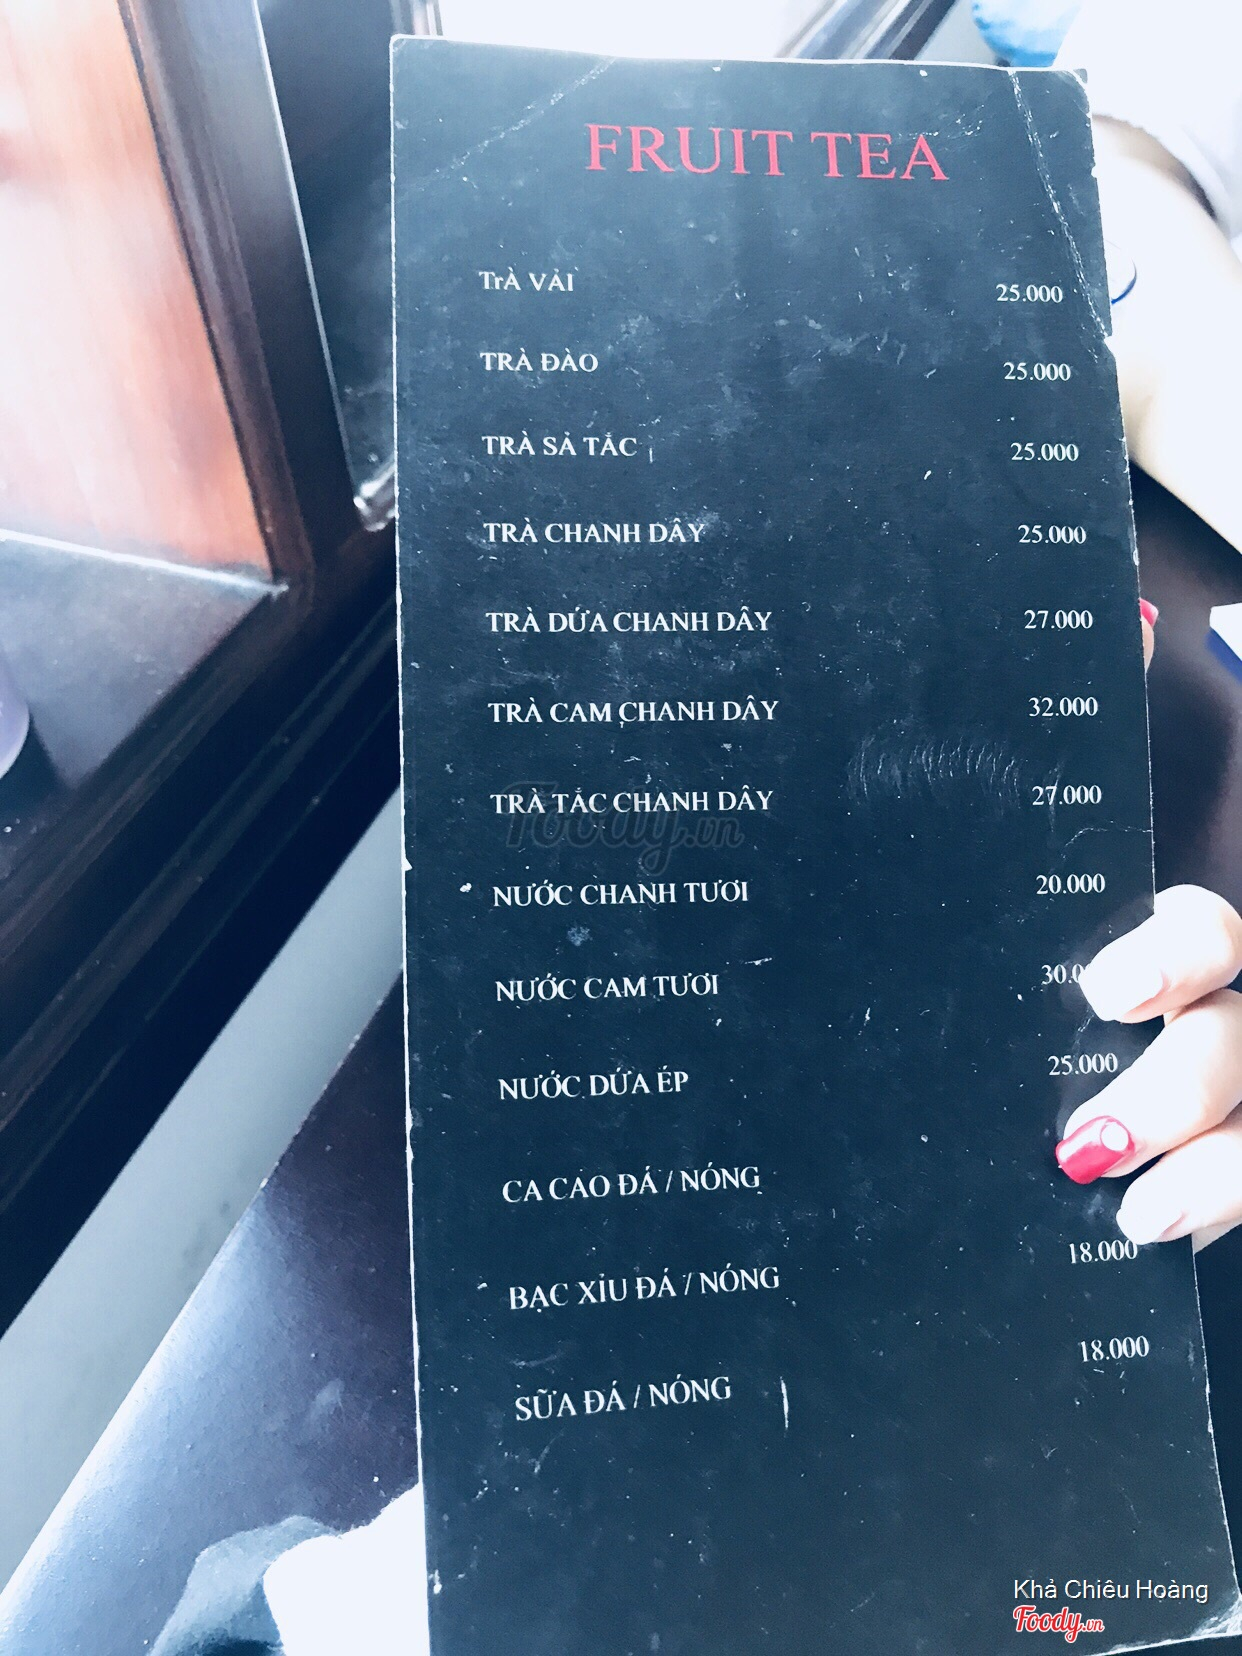 FRUIT TEA
TrÀ VẢI 25.000
TRÀ ĐÀO 25.000
TRÀ SẢ TẮC 25.000
TRÀ CHANH DÂY 25.000
TRÀ DỨA CHANH DÂY 27.000
TRÀ CAM CHANH DÂY 32.000
TRÀ TẮC CHANH DÂY 27.000
Foody.vn
NƯỚC CHANH TƯƠI 20.000
NƯỚC CAM TƯƠI
NƯỚC DỨA ÉP 25.000
CA CAO ĐÁ / NÓNG
BẠC XỈU ĐÁ / NÓNG 18.000
SỮA ĐÁ / NÓNG 18.000
Khả Chiêu Hoàng
Foody.vn